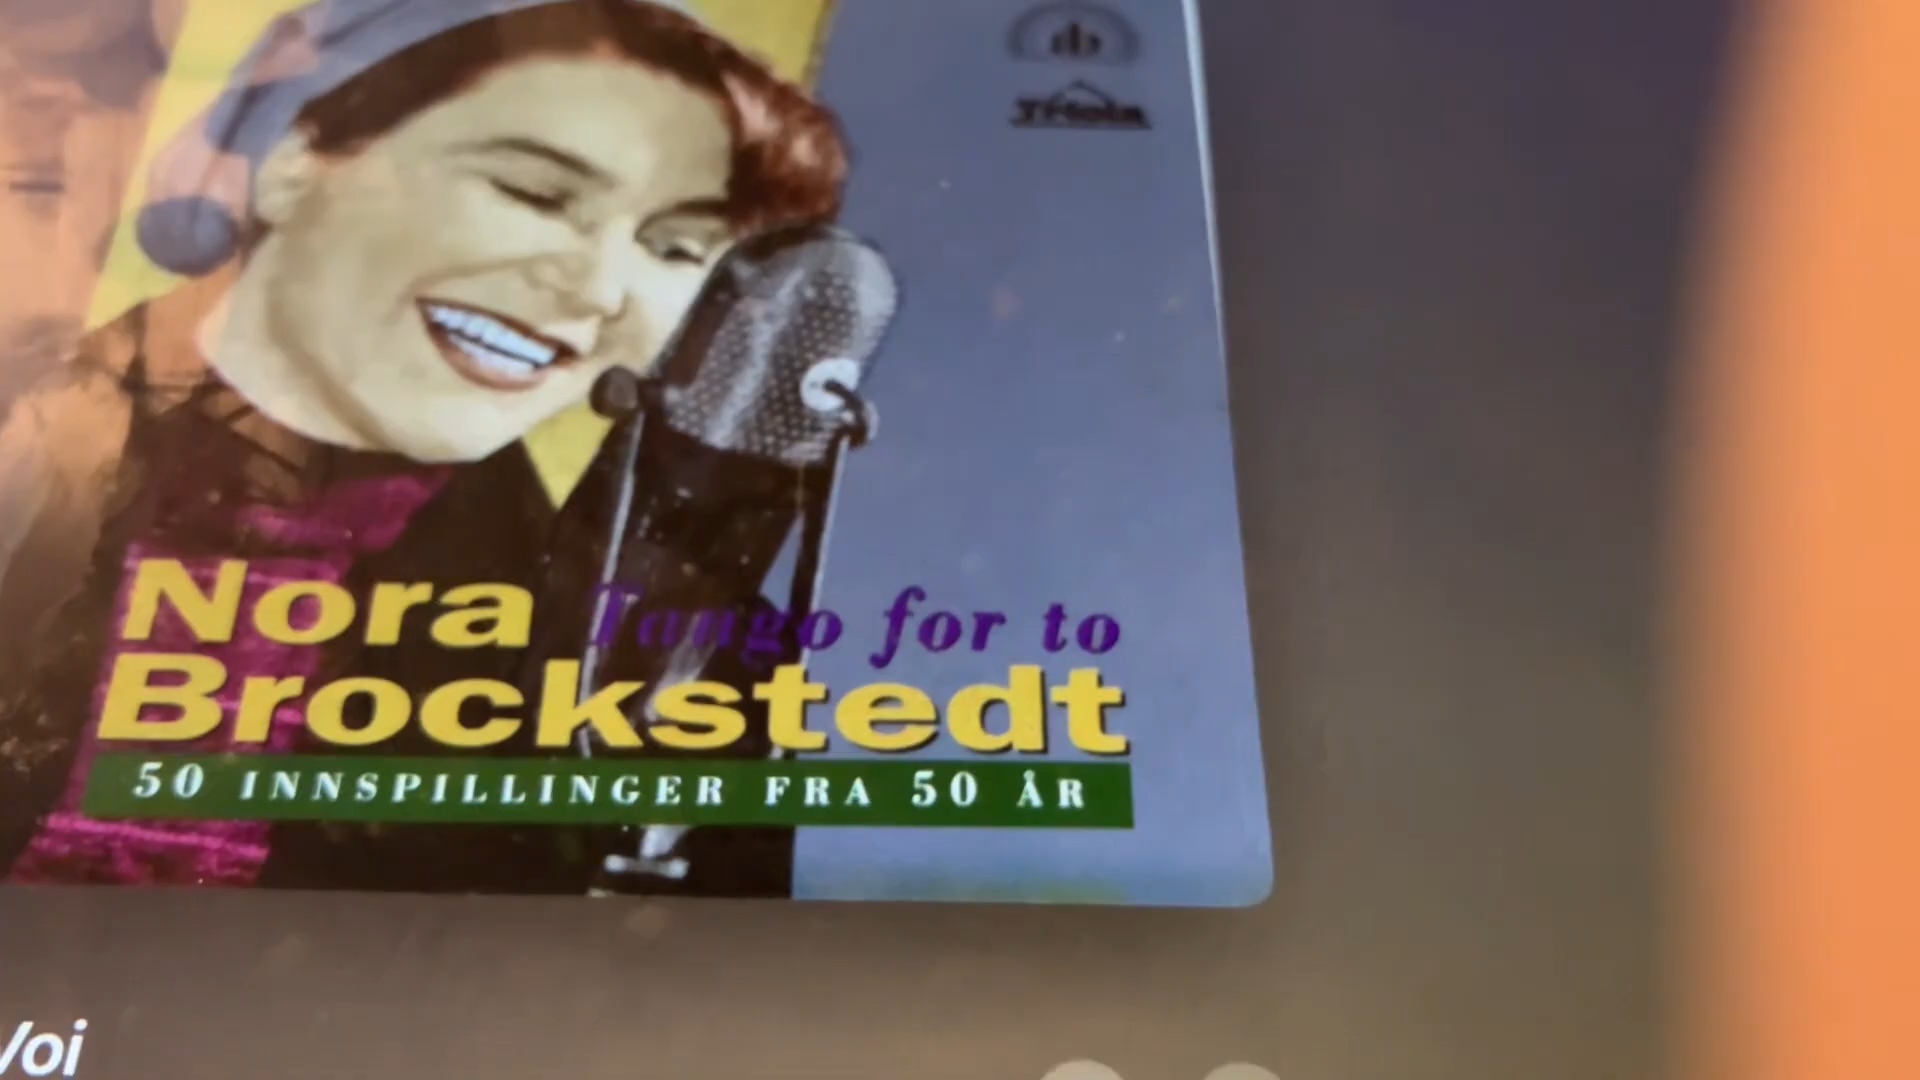 Triola
Nora Tango for to
Brockstedt
50 INNSPILLINGER FRA 50 ÅR
Voi